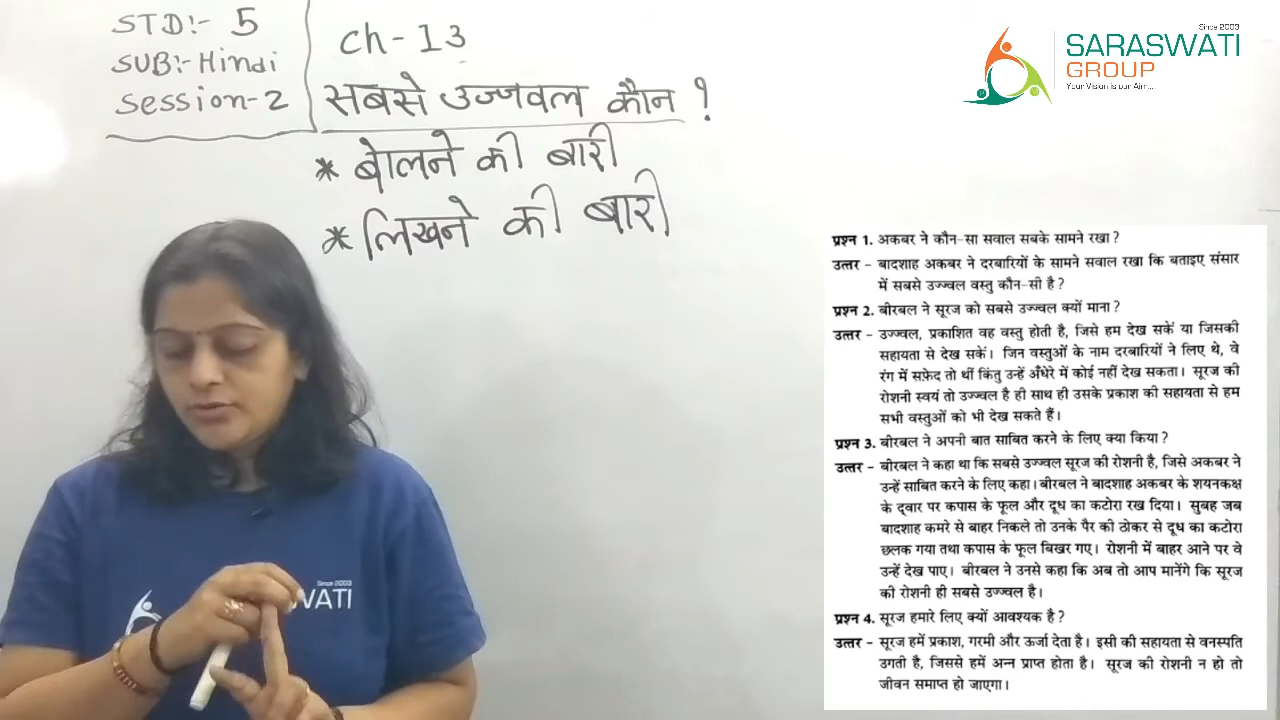 STD:- 5
SUB:- Hindi
Session-2
Ch-13
सबसे उज्जवल कौन ?
* बोलने की बारी
* लिखने की बारी
Since 2003
SARASWATI
GROUP
Your Vision is our Aim...
प्रश्न 1. अकबर ने कौन-सा सवाल सबके सामने रखा ?
उत्तर - बादशाह अकबर ने दरबारियों के सामने सवाल रखा कि बताइए संसार
में सबसे उज्ज्वल वस्तु कौन-सी है ?
प्रश्न 2. बीरबल ने सूरज को सबसे उज्ज्वल क्यों माना ?
उत्तर - उज्ज्वल, प्रकाशित वह वस्तु होती है, जिसे हम देख सकें या जिसकी
सहायता से देख सकें। जिन वस्तुओं के नाम दरबारियों ने लिए थे, वे
रंग में सफ़ेद तो थीं किंतु उन्हें अँधेरे में कोई नहीं देख सकता। सूरज की
रोशनी स्वयं तो उज्ज्वल है ही साथ ही उसके प्रकाश की सहायता से हम
सभी वस्तुओं को भी देख सकते हैं।
प्रश्न 3. बीरबल ने अपनी बात साबित करने के लिए क्या किया ?
उत्तर - बीरबल ने कहा था कि सबसे उज्ज्वल सूरज की रोशनी है, जिसे अकबर ने
उन्हें साबित करने के लिए कहा। बीरबल ने बादशाह अकबर के शयनकक्ष
के द्वार पर कपास के फूल और दूध का कटोरा रख दिया। सुबह जब
बादशाह कमरे से बाहर निकले तो उनके पैर की ठोकर से दूध का कटोरा
छलक गया तथा कपास के फूल बिखर गए। रोशनी में बाहर आने पर वे
उन्हें देख पाए। बीरबल ने उनसे कहा कि अब तो आप मानेंगे कि सूरज
की रोशनी ही सबसे उज्ज्वल है।
प्रश्न 4. सूरज हमारे लिए क्यों आवश्यक है ?
उत्तर - सूरज हमें प्रकाश, गरमी और ऊर्जा देता है। इसी की सहायता से वनस्पति
उगती है, जिससे हमें अन्न प्राप्त होता है। सूरज की रोशनी न हो तो
जीवन समाप्त हो जाएगा।
Since 2003